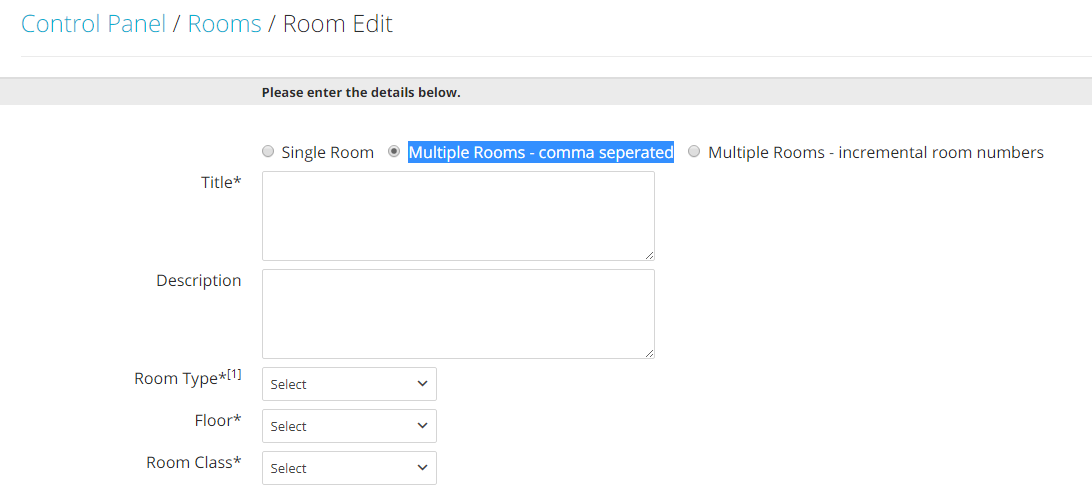 Control Panel / Rooms / Room Edit
Please enter the details below.
Single Room Multiple Rooms - comma seperated Multiple Rooms - incremental room numbers
Title*
Description
Room Type*[1] Select
Floor* Select
Room Class* Select